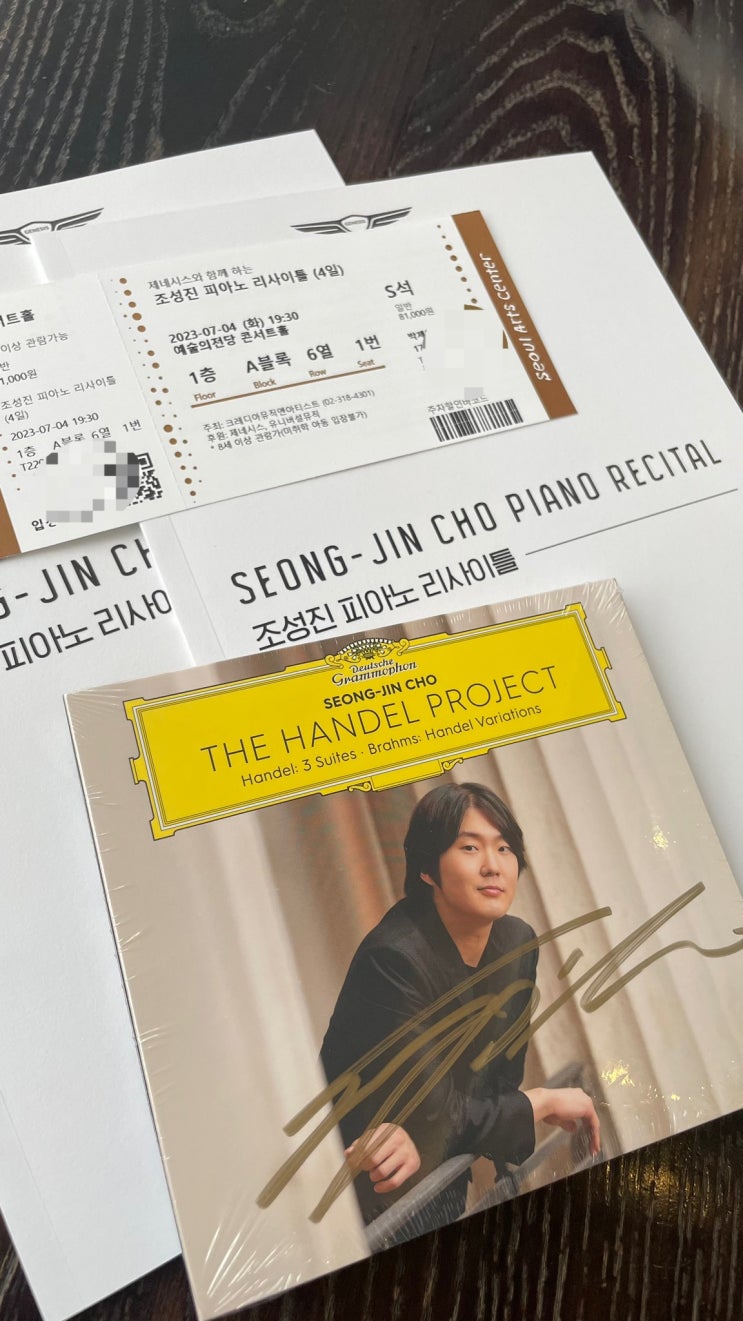 GENESIS
GENESIS
콘서트홀
이상 관람가능
조성진 피아노 리사이틀
(4일)
2023-07-04 19:30
1층 A블록 6열 1번
제네시스와 함께 하는
조성진 피아노 리사이틀 (4일)
2023-07-04 (화) 19:30
예술의전당 콘서트홀
1층 A블록 6열 1번
Floor Block Row Seat
주최: 크레디아뮤직앤아티스트 (02-318-4301)
후원: 제네시스, 유니버설뮤직
* 8세 이상 관람가(미취학 아동 입장불가)
S석
일반
81,000원
주차할인바코드
Seoul Arts Center
SEONG-JIN CHO PIANO RECITAL
조성진 피아노 리사이틀
G-JIN CH
피아노 리사이
Deutsche
Grammophon
SEONG-JIN CHO
THE HANDEL PROJECT
Handel: 3 Suites · Brahms: Handel Variations